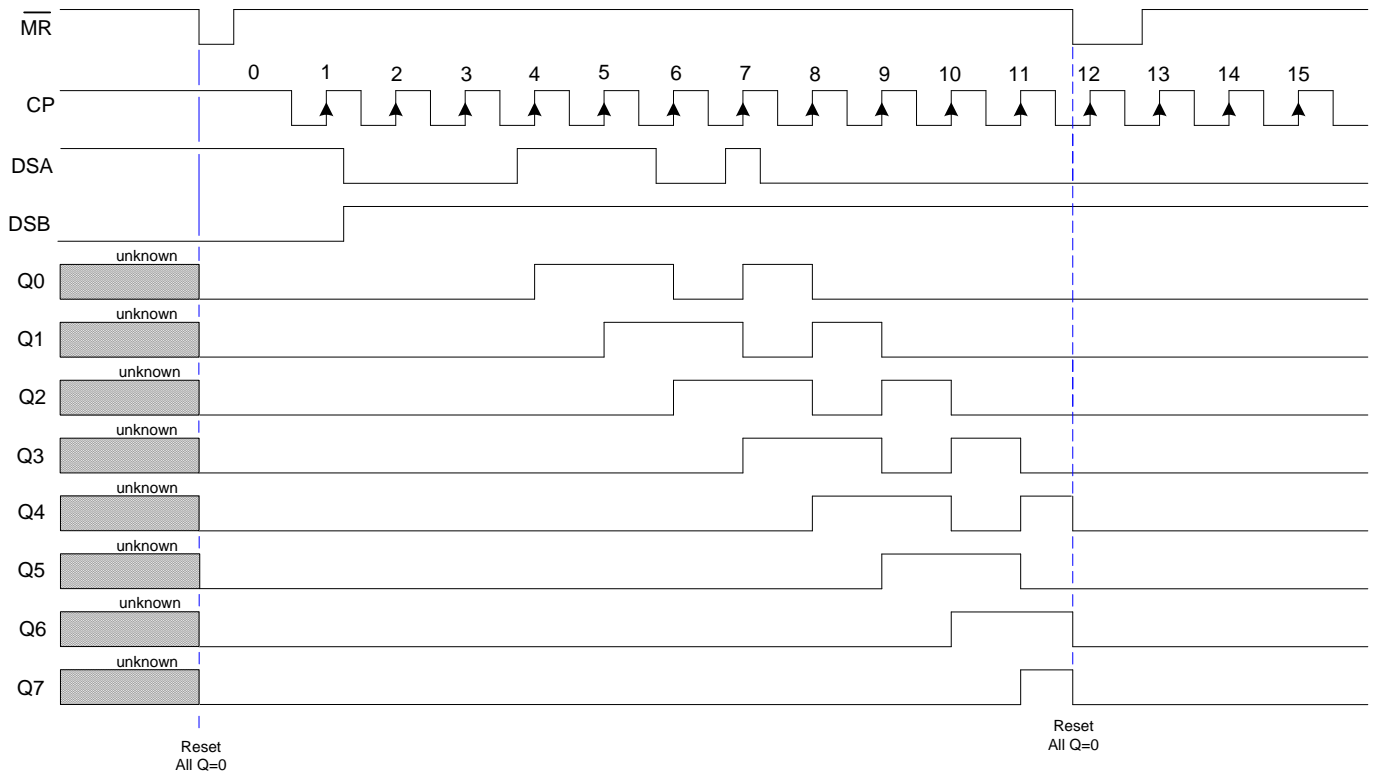 MR
0 1 2 3 4 5 6 7 8 9 10 11 12 13 14 15
CP
DSA
DSB
unknown
Q0
unknown
Q1
unknown
Q2
unknown
Q3
unknown
Q4
unknown
Q5
unknown
Q6
unknown
Q7
Reset
All Q=0
Reset
All Q=0